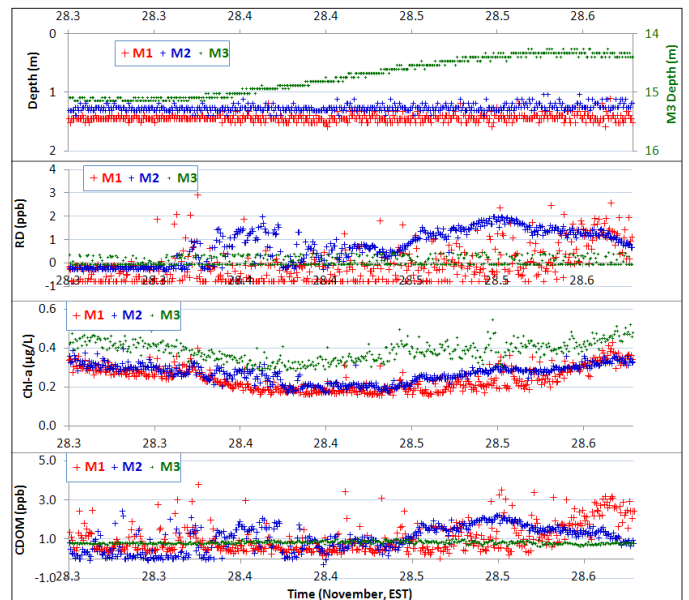 28.3 28.3 28.4 28.4 28.5 28.5 28.6
0 14
M1 M2 M3
Depth (m)
1 15
M3 Depth (m)
2 16
4
M1 M2 M3
3
2
RD (ppb)
1
0
-1
28.3 28.3 28.4 28.4 28.5 28.5 28.6
0.6
M1 M2 M3
0.4
Chl-a (ug/L)
0.2
0.0
28.3 28.3 28.4 28.4 28.5 28.5 28.6
5.0
M1 M2 M3
3.0
CDOM (ppb)
1.0
-1.0
28.3 28.3 28.4 28.4 28.5 28.5 28.6
Time (November, EST)